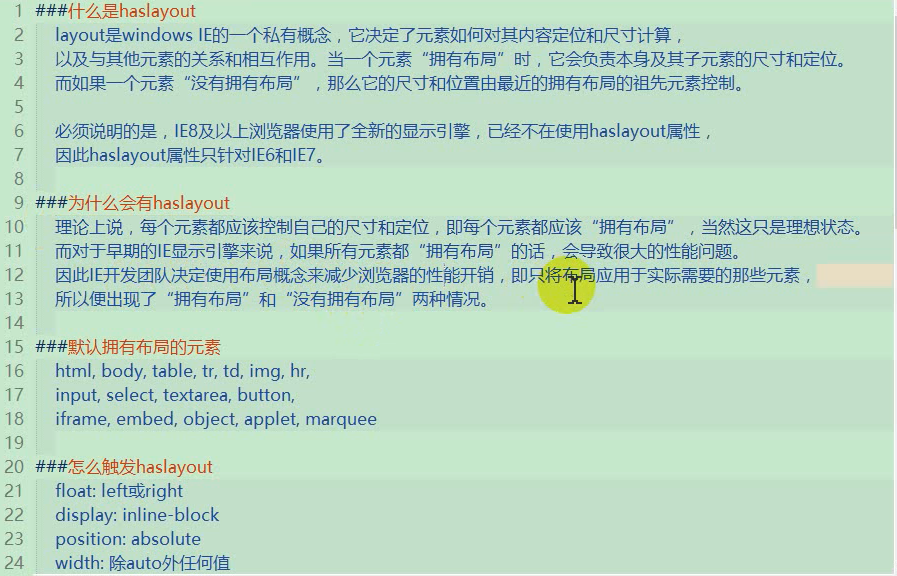 1 ###什么是haslayout
2 layout是windows IE的一个私有概念，它决定了元素如何对其内容定位和尺寸计算，
3 以及与其他元素的关系和相互作用。当一个元素“拥有布局”时，它会负责本身及其子元素的尺寸和定位。
4 而如果一个元素“没有拥有布局”，那么它的尺寸和位置由最近的拥有布局的祖先元素控制。
5
6 必须说明的是，IE8及以上浏览器使用了全新的显示引擎，已经不在使用haslayout属性，
7 因此haslayout属性只针对IE6和IE7。
8
9 ###为什么会有haslayout
10 理论上说，每个元素都应该控制自己的尺寸和定位，即每个元素都应该“拥有布局”，当然这只是理想状态。
11 而对于早期的IE显示引擎来说，如果所有元素都“拥有布局”的话，会导致很大的性能问题。
12 因此IE开发团队决定使用布局概念来减少浏览器的性能开销，即只将布局应用于实际需要的那些元素，
13 所以便出现了“拥有布局”和“没有拥有布局”两种情况。
14
15 ###默认拥有布局的元素
16 html, body, table, tr, td, img, hr,
17 input, select, textarea, button,
18 iframe, embed, object, applet, marquee
19
20 ###怎么触发haslayout
21 float: left或right
22 display: inline-block
23 position: absolute
24 width: 除auto外任何值